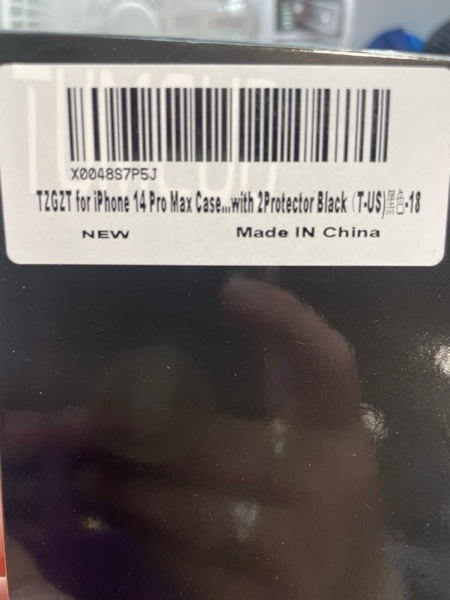 X0048S7P5J
TZGZT for iPhone 14 Pro Max Case...with 2Protector Black (T-US)黑色-18
NEW
Made IN China